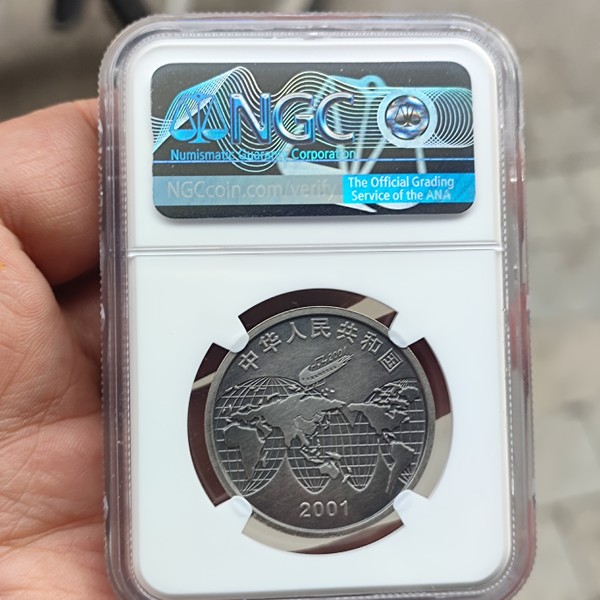 NGC
Numismatic Guaranty Corporation
NGCcoin.com/verify
The Official Grading
Service of the ANA
中华人民共和国
2001